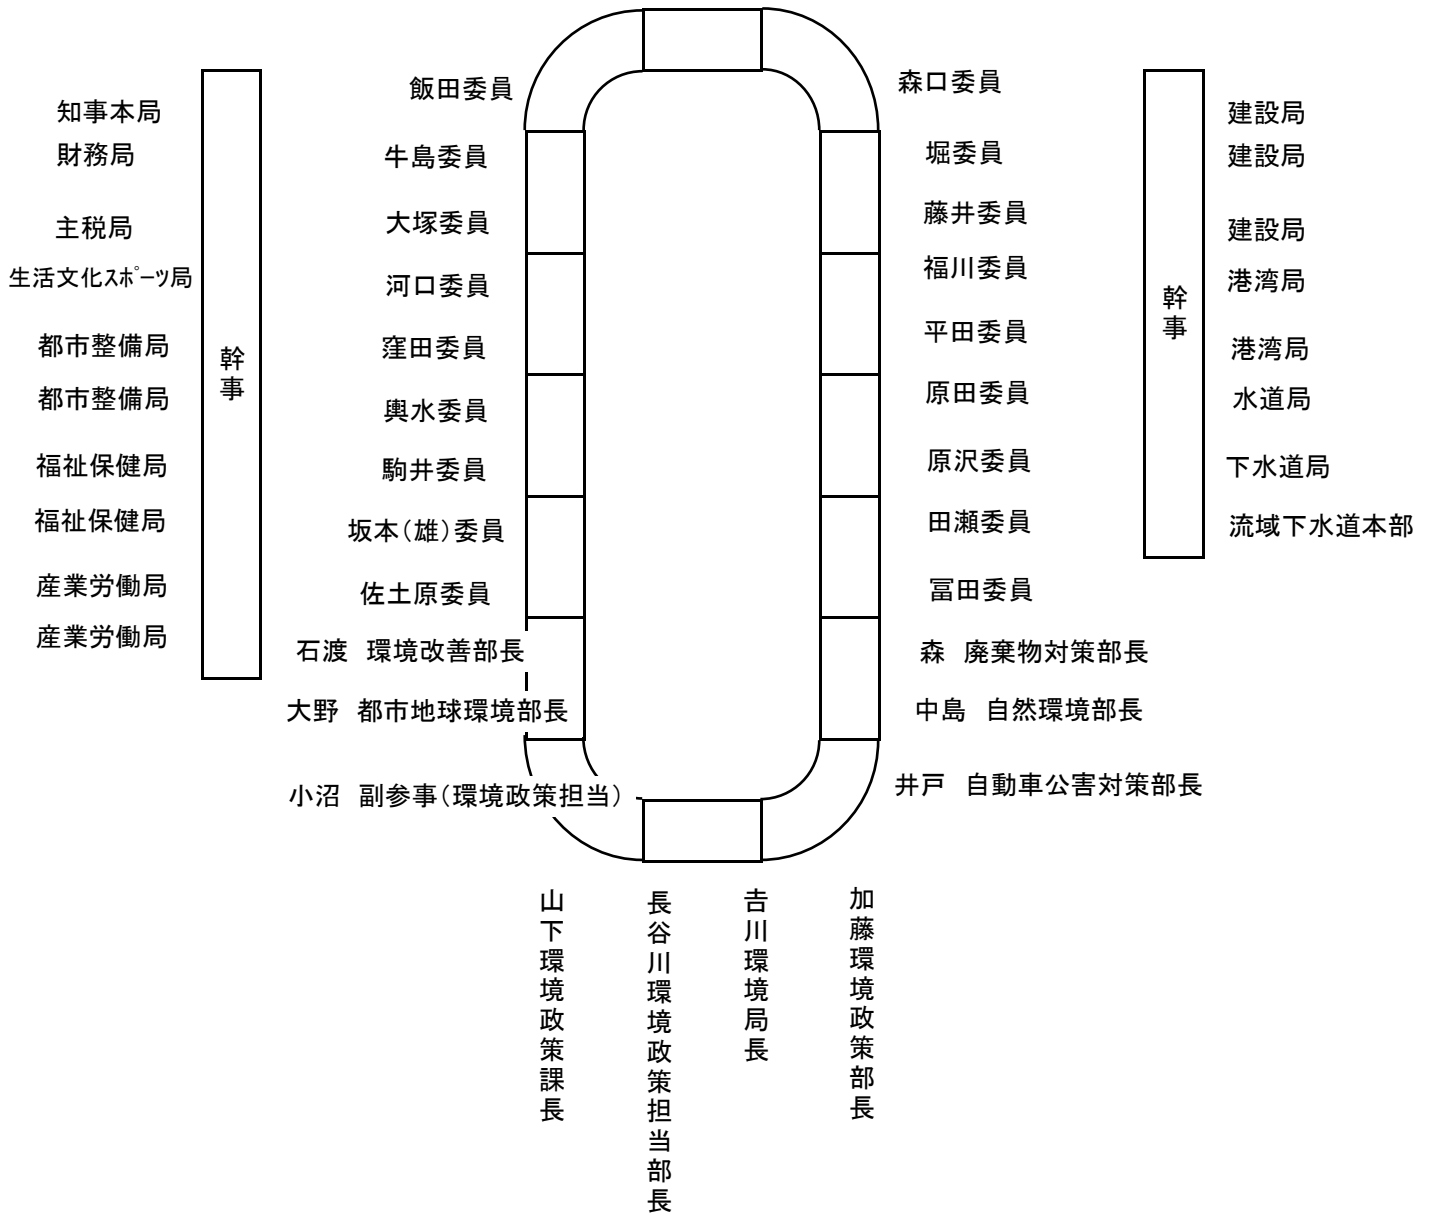 知事本局
財務局
主税局
生活文化ｽﾎﾟｰﾂ局
都市整備局
都市整備局
福祉保健局
福祉保健局
産業労働局
産業労働局
幹事
飯田委員
牛島委員
大塚委員
河口委員
窪田委員
輿水委員
駒井委員
坂本（雄）委員
佐土原委員
石渡　環境改善部長
大野　都市地球環境部長
小沼　副参事（環境政策担当）
森口委員
堀委員
藤井委員
福川委員
平田委員
原田委員
原沢委員
田瀬委員
冨田委員
森　廃棄物対策部長
中島　自然環境部長
井戸　自動車公害対策部長
幹事
建設局
建設局
建設局
港湾局
港湾局
水道局
下水道局
流域下水道本部
山下環境政策課長
長谷川環境政策担当部長
吉川環境局長
加藤環境政策部長